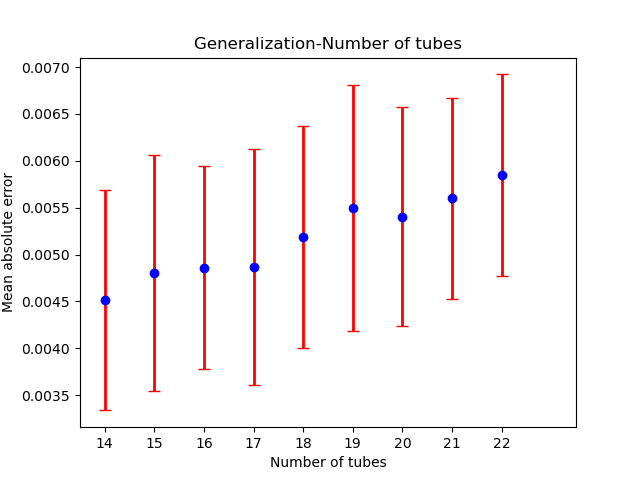 Generalization-Number of tubes
Mean absolute error
0.0070
0.0065
0.0060
0.0055
0.0050
0.0045
0.0040
0.0035
14 15 16 17 18 19 20 21 22
Number of tubes